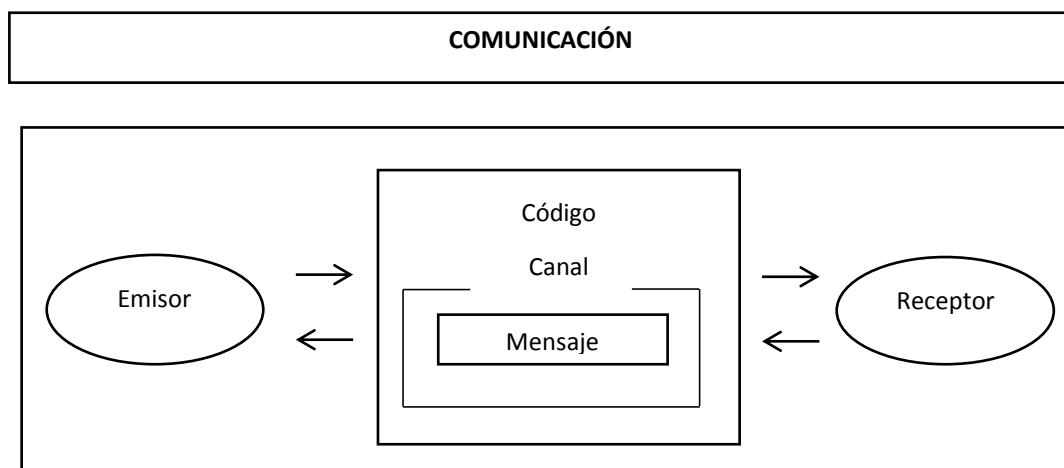 COMUNICACIÓN
Código
Canal
Emisor
Receptor
Mensaje